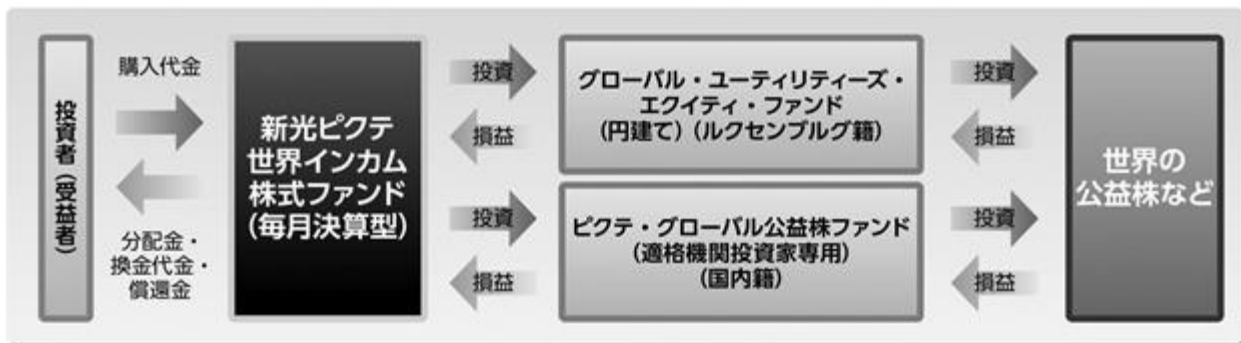 投資者（受益者）
購入代金
分配金・
換金代金・
償還金
新光ピクテ
世界インカム
株式ファンド
（毎月決算型）
投資
損益
投資
損益
グローバル・ユーティリティーズ・
エクイティ・ファンド
（円建て）（ルクセンブルグ籍）
ピクテ・グローバル公益株ファンド
（適格機関投資家専用）
（国内籍）
投資
損益
投資
損益
世界の
公益株など